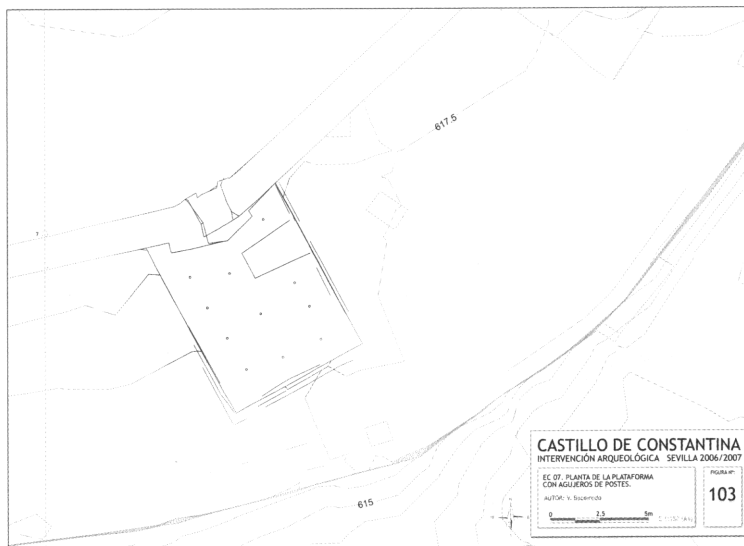 617.5
7
615
CASTILLO DE CONSTANTINA
INTERVENCIÓN ARQUEOLÓGICA SEVILLA 2006/2007
EC 07. PLANTA DE LA PLATAFORMA
CON AGUJEROS DE POSTES.
FIGURA Nº:
103
AUTOR: V.
0 2,5 5m